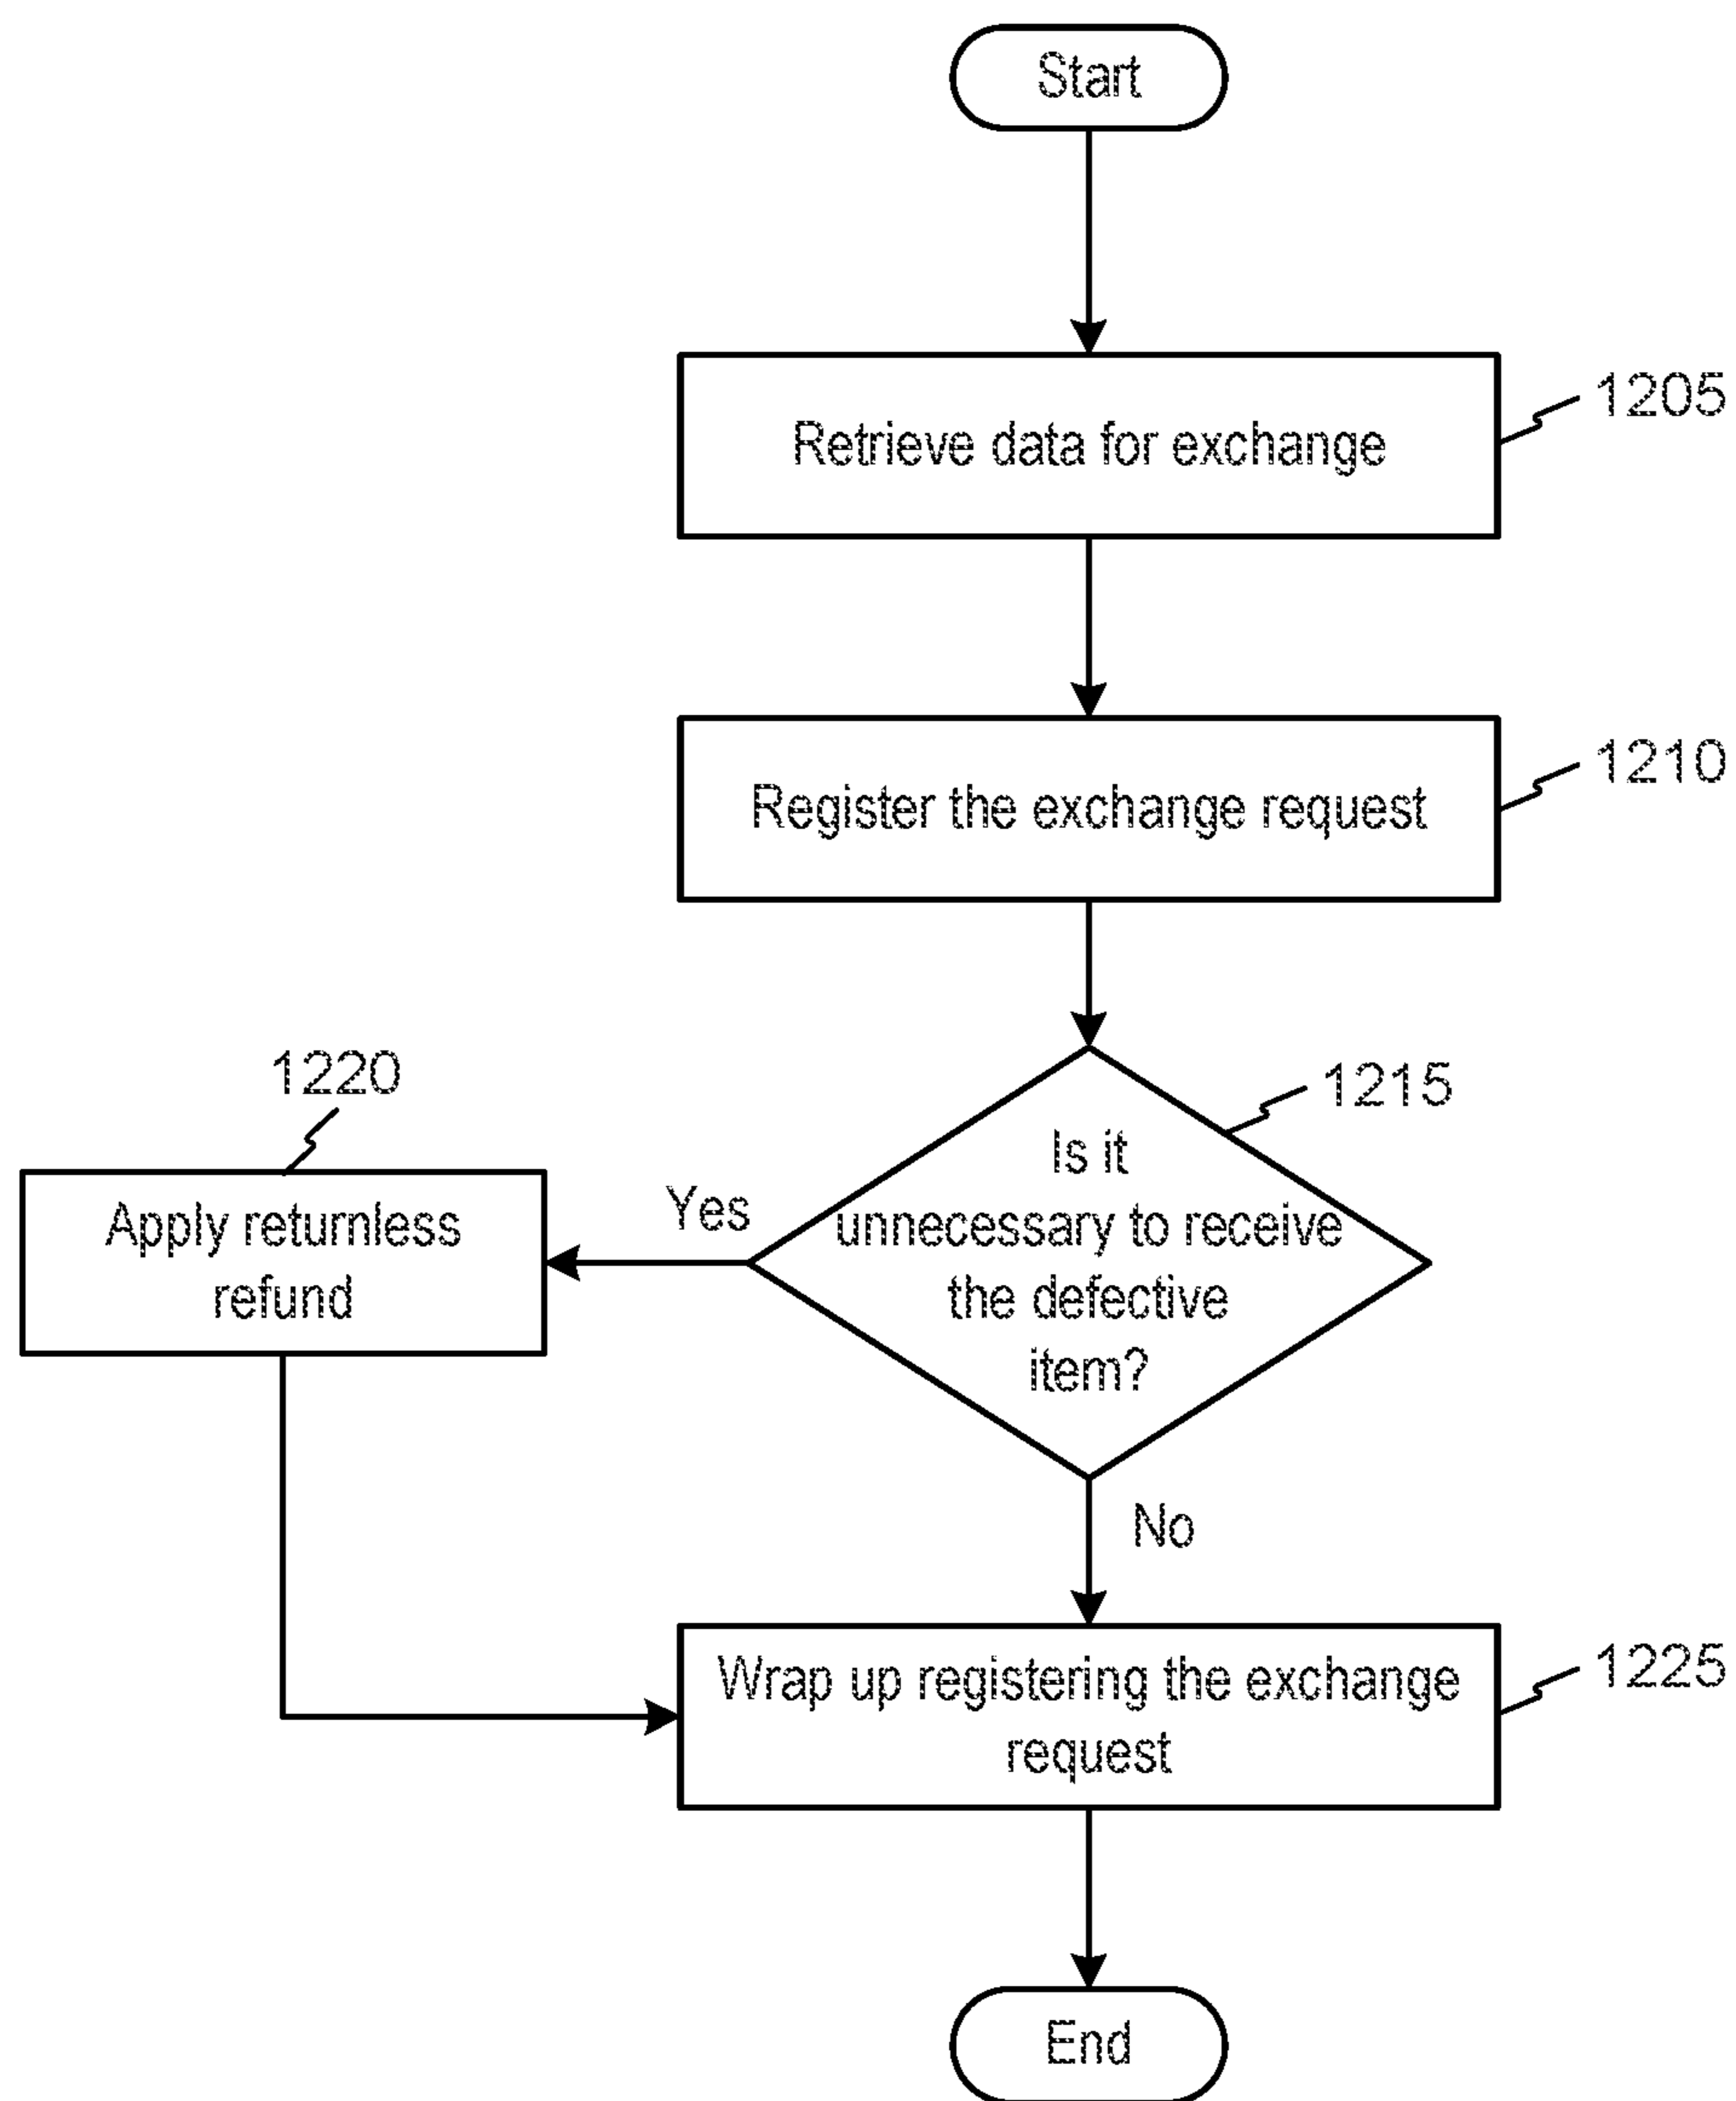 Start
Retrieve data for exchange
1205
Register the exchange request
1210
1215
Is it
unnecessary to receive
the defective
item?
Yes
1220
Apply returnless
refund
No
Wrap up registering the exchange
request
1225
End